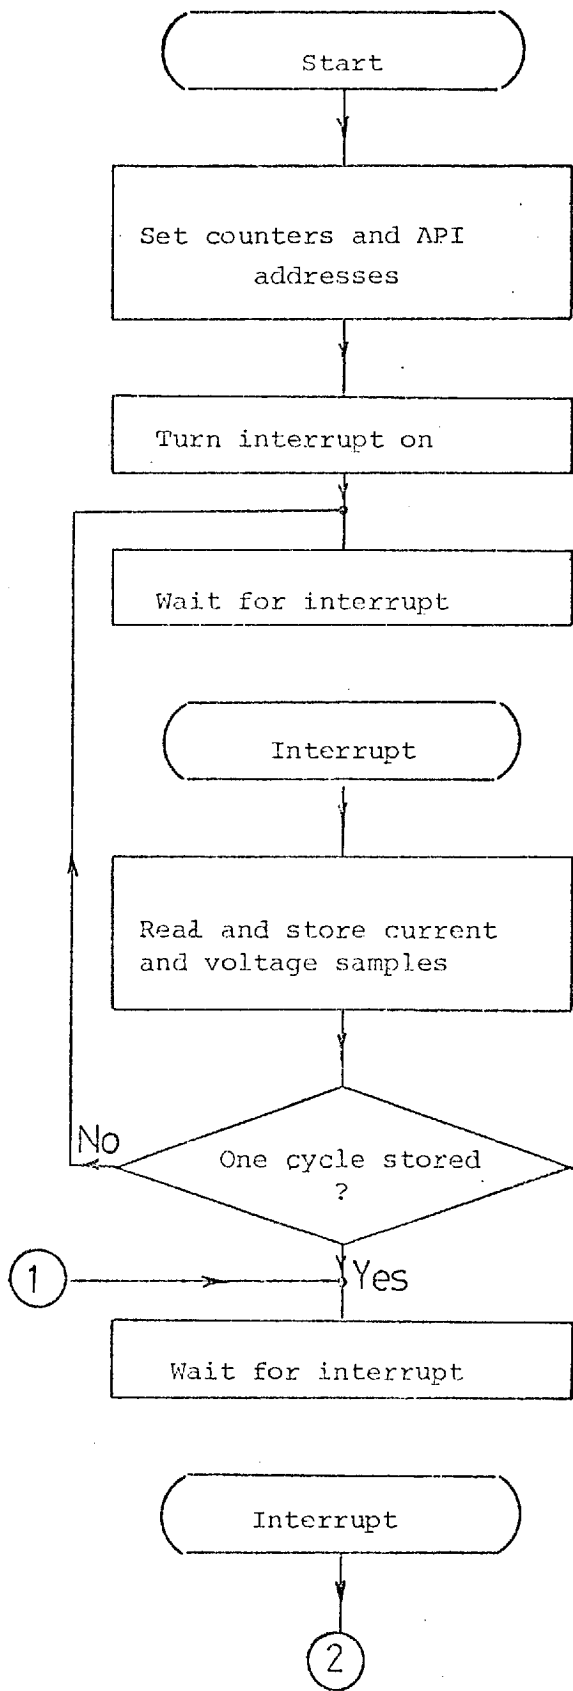 Start
Set counters and API
addresses
Turn interrupt on
Wait for interrupt
Interrupt
Read and store current
and voltage samples
No
One cycle stored
?
1
Yes
Wait for interrupt
Interrupt
2